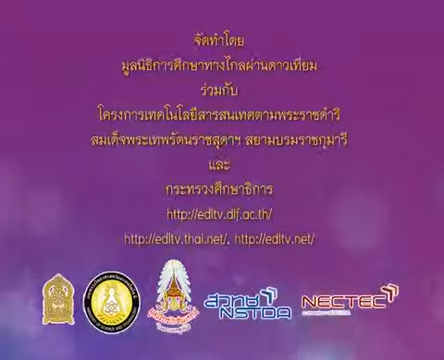 จัดทำโดย
มูลนิธิการศึกษาทางไกลผ่านดาวเทียม
ร่วมกับ
โครงการเทคโนโลยีสารสนเทศตามพระราชดำริ
สมเด็จพระเทพรัตนราชสุดาฯ สยามบรมราชกุมารี
และ
กระทรวงศึกษาธิการ
http://edltv.dlf.ac.th/
http://edltv.thai.net/, http://edltv.net/
สวทช
NSTDA
NECTEC